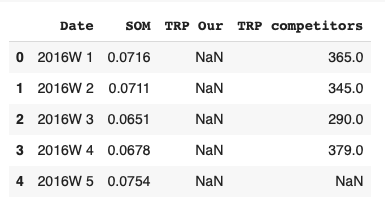 Date SOM TRP Our TRP competitors
0 2016W 1 0.0716 NaN 365.0
1 2016W 2 0.0711 NaN 345.0
2 2016W 3 0.0651 NaN 290.0
3 2016W 4 0.0678 NaN 379.0
4 2016W 5 0.0754 NaN NaN